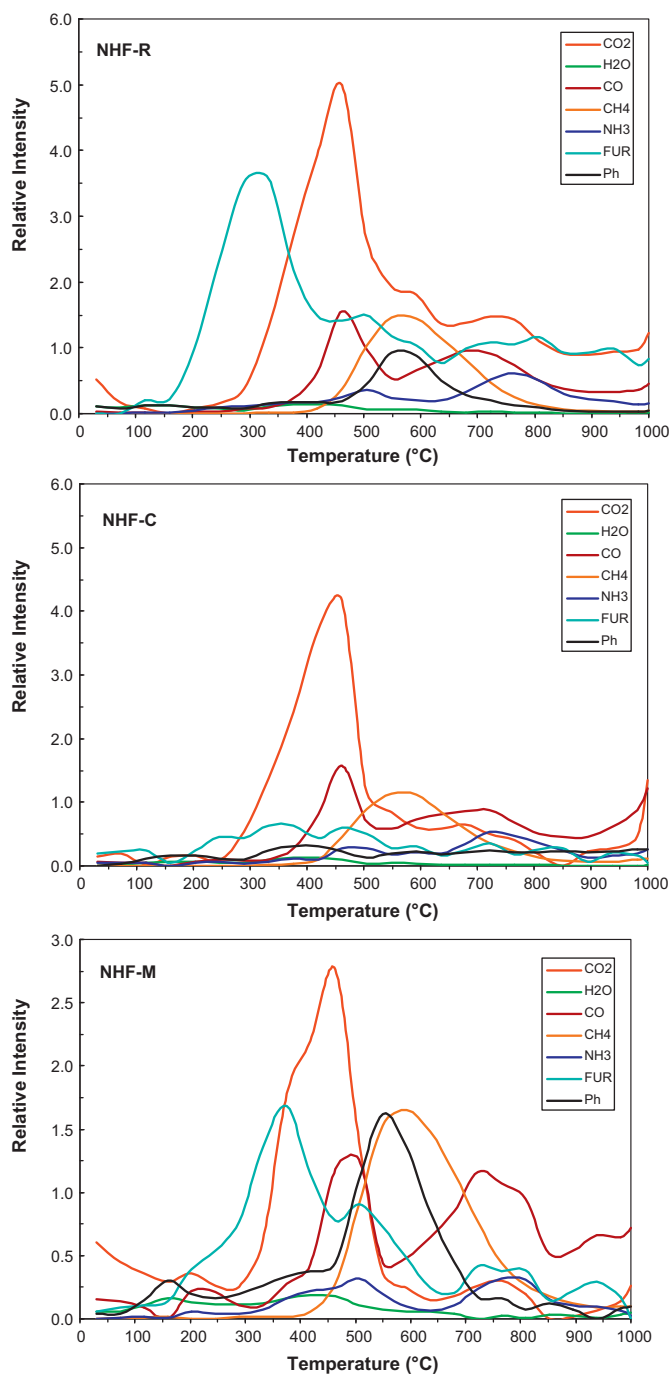 6.0
NHF-R
CO2
H2O
CO
CH4
NH3
FUR
Ph
5.0
4.0
3.0
2.0
1.0
0.0
Relative Intensity
0 100 200 300 400 500 600 700 800 900 1000
Temperature (°C)
6.0
NHF-C
CO2
H2O
CO
CH4
NH3
FUR
Ph
5.0
4.0
3.0
2.0
1.0
0.0
Relative Intensity
0 100 200 300 400 500 600 700 800 900 1000
Temperature (°C)
3.0
NHF-M
CO2
H2O
CO
CH4
NH3
FUR
Ph
2.5
2.0
1.5
1.0
0.5
0.0
Relative Intensity
0 100 200 300 400 500 600 700 800 900 1000
Temperature (°C)